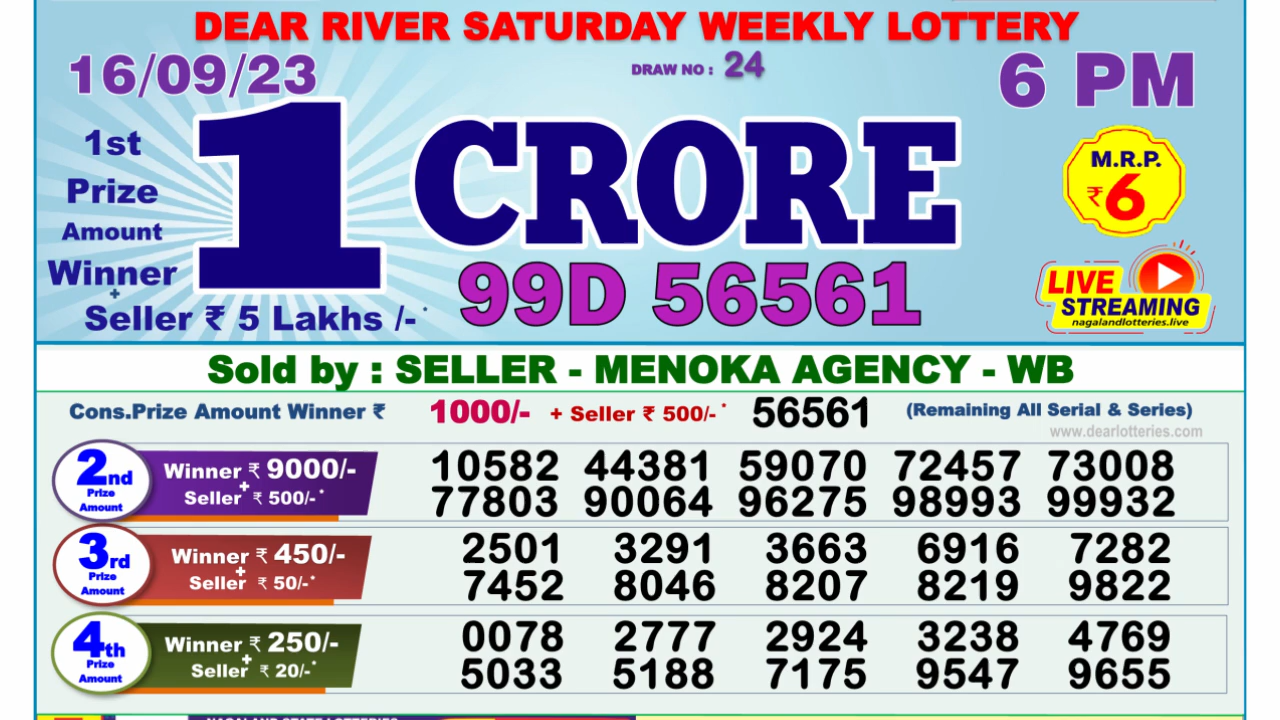 DEAR RIVER SATURDAY WEEKLY LOTTERY
16/09/23
DRAW NO : 24
6 PM
1st
Prize
Amount
Winner
+
Seller ₹ 5 Lakhs /-*
1 CRORE
99D 56561
M.R.P.
₹6
LIVE
STREAMING
nagalandlotteries.live
Sold by : SELLER - MENOKA AGENCY - WB
Cons.Prize Amount Winner ₹ 1000/- + Seller ₹ 500/-* 56561 (Remaining All Serial & Series)
www.dearlotteries.com
2nd
Prize
Amount
Winner ₹ 9000/-
+
Seller ₹ 500/-*
10582 44381 59070 72457 73008
77803 90064 96275 98993 99932
3rd
Prize
Amount
Winner ₹ 450/-
+
Seller ₹ 50/-*
2501 3291 3663 6916 7282
7452 8046 8207 8219 9822
4th
Prize
Amount
Winner ₹ 250/-
+
Seller ₹ 20/-*
0078 2777 2924 3238 4769
5033 5188 7175 9547 9655
NAGALAND STATE LOTTERIES